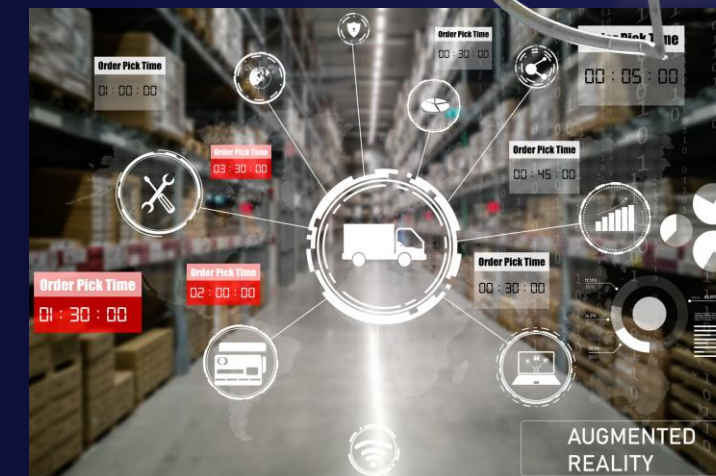 Order Pick Time
00 : 30 : 00
Order Pick Time
00 : 05 : 00
Order Pick Time
01 : 00 : 00
Order Pick Time
03 : 30 : 00
Order Pick Time
00 : 45 : 00
Order Pick Time
02 : 00 : 00
Order Pick Time
00 : 30 : 00
Order Pick Time
01 : 30 : 00
AUGMENTED
REALITY